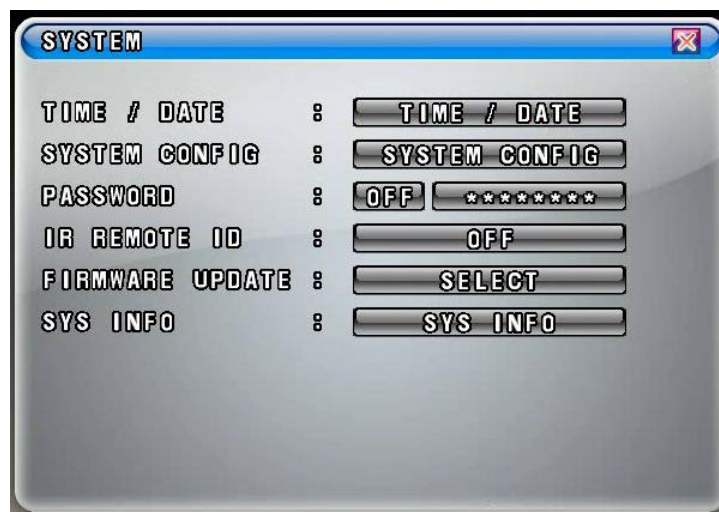 SYSTEM
TIME / DATE : TIME / DATE
SYSTEM CONFIG : SYSTEM CONFIG
PASSWORD : OFF ********
IR REMOTE ID : OFF
FIRMWARE UPDATE : SELECT
SYS INFO : SYS INFO